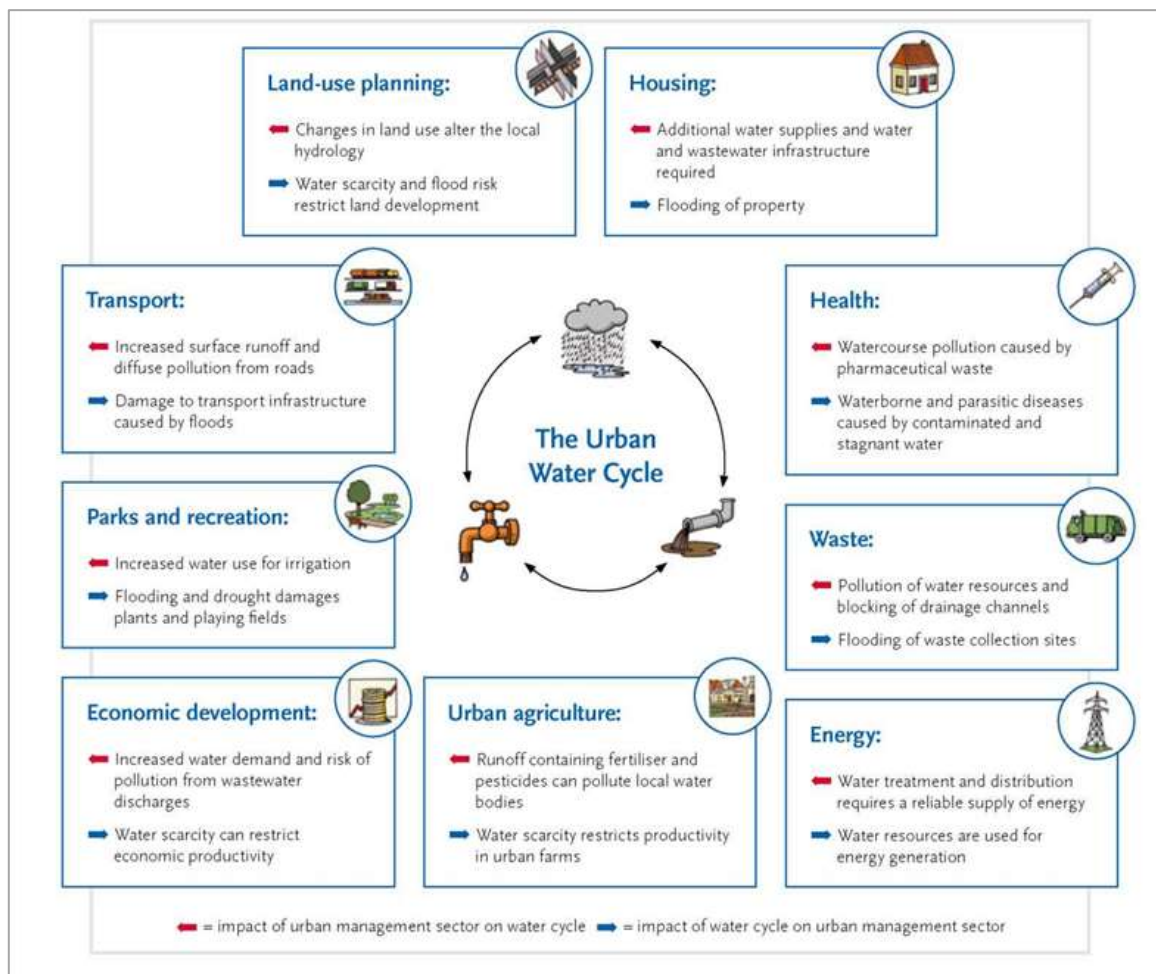 Land-use planning:
Changes in land use alter the local
hydrology
Water scarcity and flood risk
restrict land development
Housing:
Additional water supplies and water
and wastewater infrastructure
required
Flooding of property
Transport:
Increased surface runoff and
diffuse pollution from roads
Damage to transport infrastructure
caused by floods
Health:
Watercourse pollution caused by
pharmaceutical waste
Waterborne and parasitic diseases
caused by contaminated and
stagnant water
The Urban
Water Cycle
Parks and recreation:
Increased water use for irrigation
Flooding and drought damages
plants and playing fields
Waste:
Pollution of water resources and
blocking of drainage channels
Flooding of waste collection sites
Economic development:
Increased water demand and risk of
pollution from wastewater
discharges
Water scarcity can restrict
economic productivity
Urban agriculture:
Runoff containing fertiliser and
pesticides can pollute local water
bodies
Water scarcity restricts productivity
in urban farms
Energy:
Water treatment and distribution
requires a reliable supply of energy
Water resources are used for
energy generation
= impact of urban management sector on water cycle = impact of water cycle on urban management sector